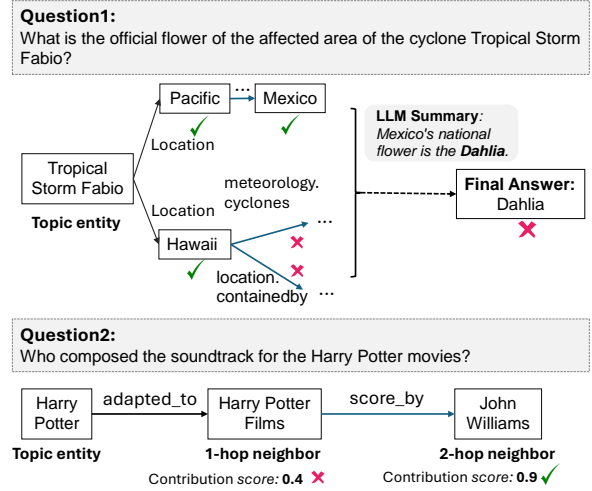 Question1:
What is the official flower of the affected area of the cyclone Tropical Storm
Fabio?
Pacific
...
Mexico
Location
Tropical
Storm Fabio
Topic entity
Location
Hawaii
meteorology.
cyclones
...
location.
containedby
...
LLM Summary:
Mexico's national
flower is the Dahlia.
Final Answer:
Dahlia
Question2:
Who composed the soundtrack for the Harry Potter movies?
Harry
Potter
adapted_to
Harry Potter
Films
score_by
John
Williams
Topic entity
1-hop neighbor
2-hop neighbor
Contribution score: 0.4
Contribution score: 0.9